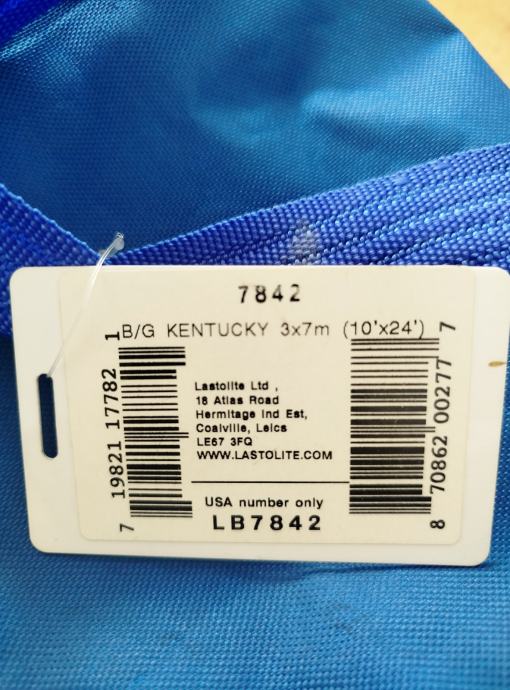 7842
B/G KENTUCKY 3x7m (10'x24')
7 19821 17782 1
Lastolite Ltd ,
18 Atlas Road
Hermitage Ind Est,
Coalville, Leics
LE67 3FQ
WWW.LASTOLITE.COM
USA number only
LB7842
8 70862 00277 7